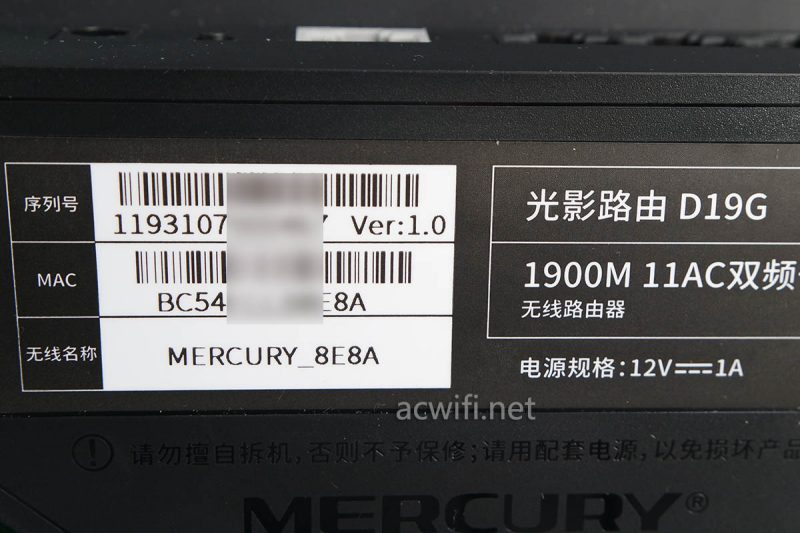 序列号
1193107 7 Ver:1.0
MAC
BC54 E8A
无线名称
MERCURY_8E8A
光影路由 D19G
1900M 11AC双频
无线路由器
电源规格:12V⎓1A
acwifi.net
请勿擅自拆机,否则不予保修;请用配套电源,以免损坏产品
MERCURY®